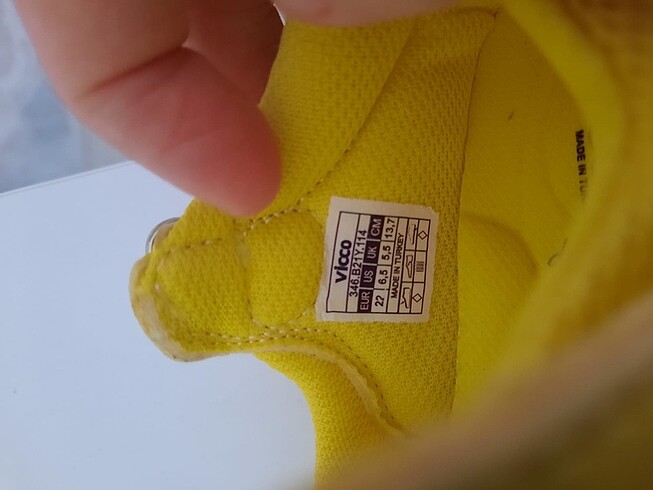 vicco
346.B21Y.114
EUR US UK CM
22 6,5 5,5 13,7
MADE IN TURKEY
MADE IN